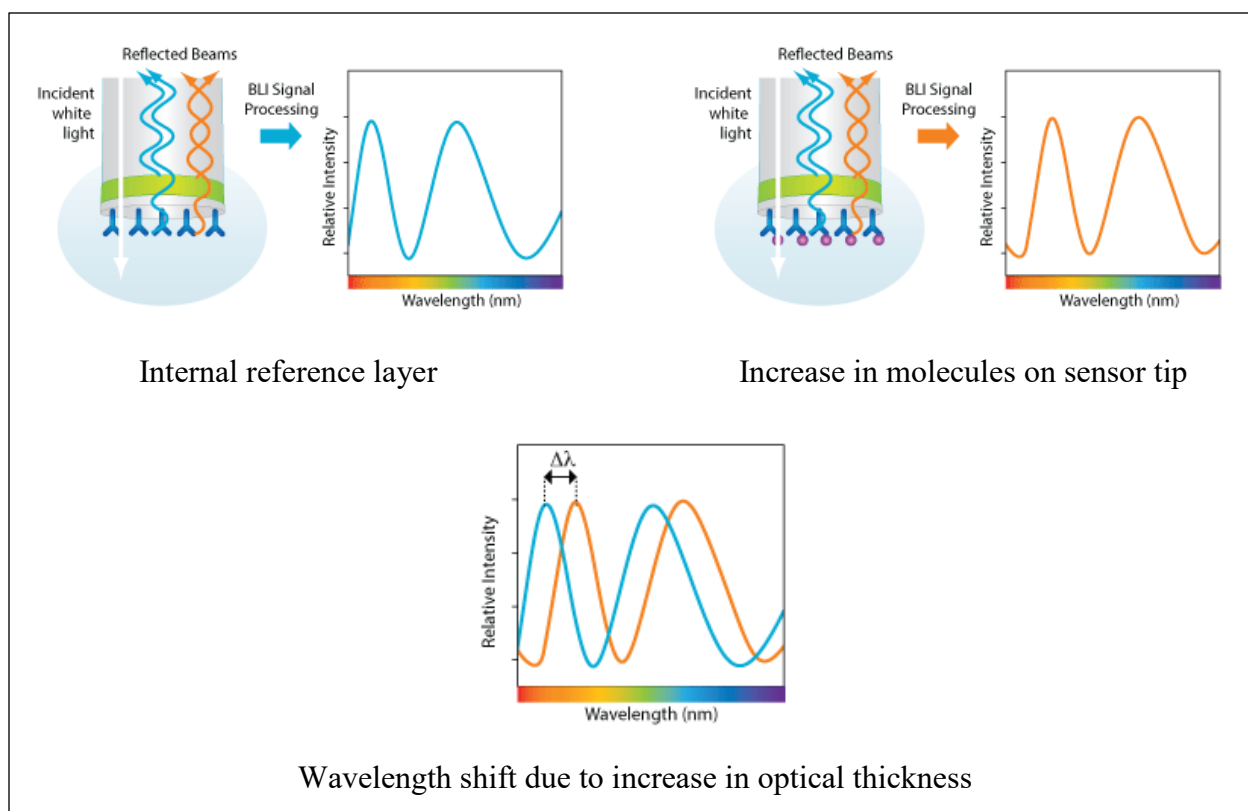 Reflected Beams
Incident
white
light
BLI Signal
Processing
Relative Intensity
Wavelength (nm)
Internal reference layer
Reflected Beams
Incident
white
light
BLI Signal
Processing
Relative Intensity
Wavelength (nm)
Increase in molecules on sensor tip
Δλ
Relative Intensity
Wavelength (nm)
Wavelength shift due to increase in optical thickness